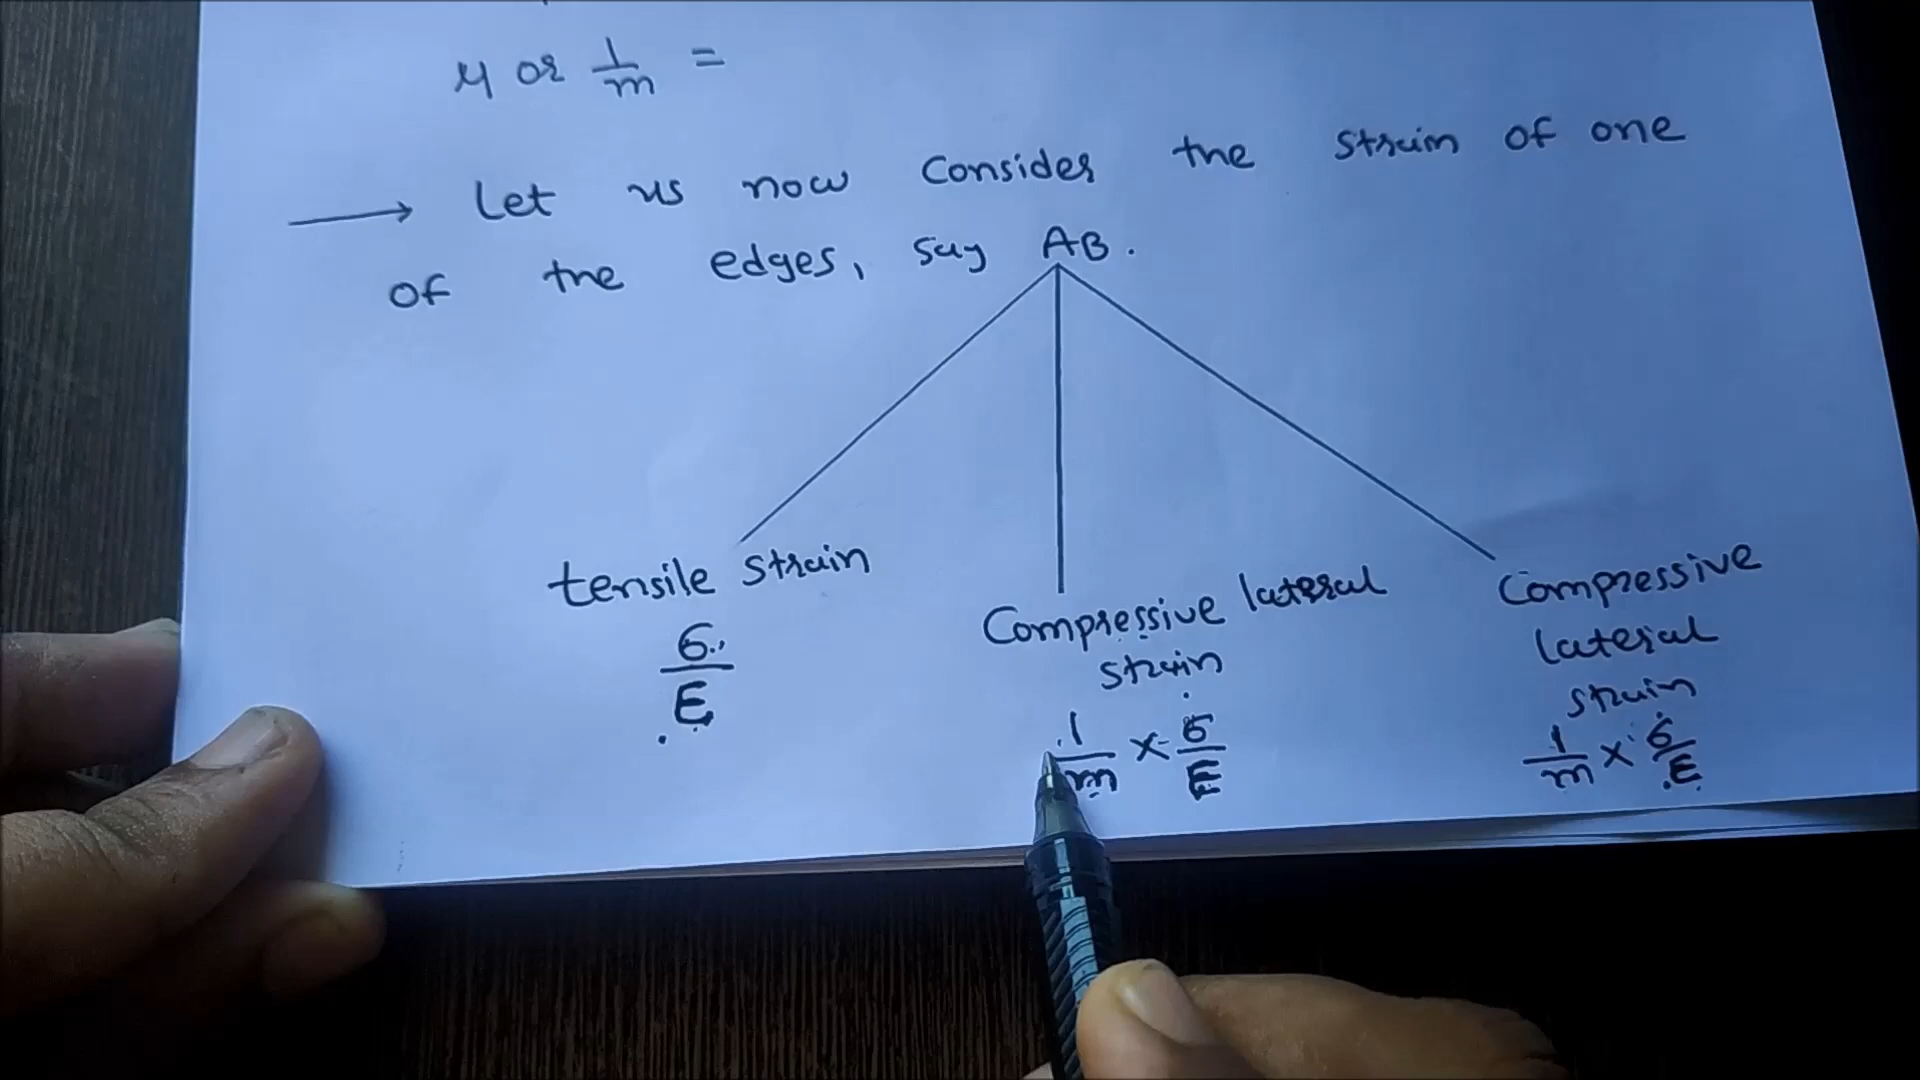 μ or 1/m =
→ Let us now Consider the strain of one
of the edges, say AB.
tensile strain
σ/E
Compressive lateral
strain
1/m × σ/E
Compressive
lateral
strain
1/m × σ/E